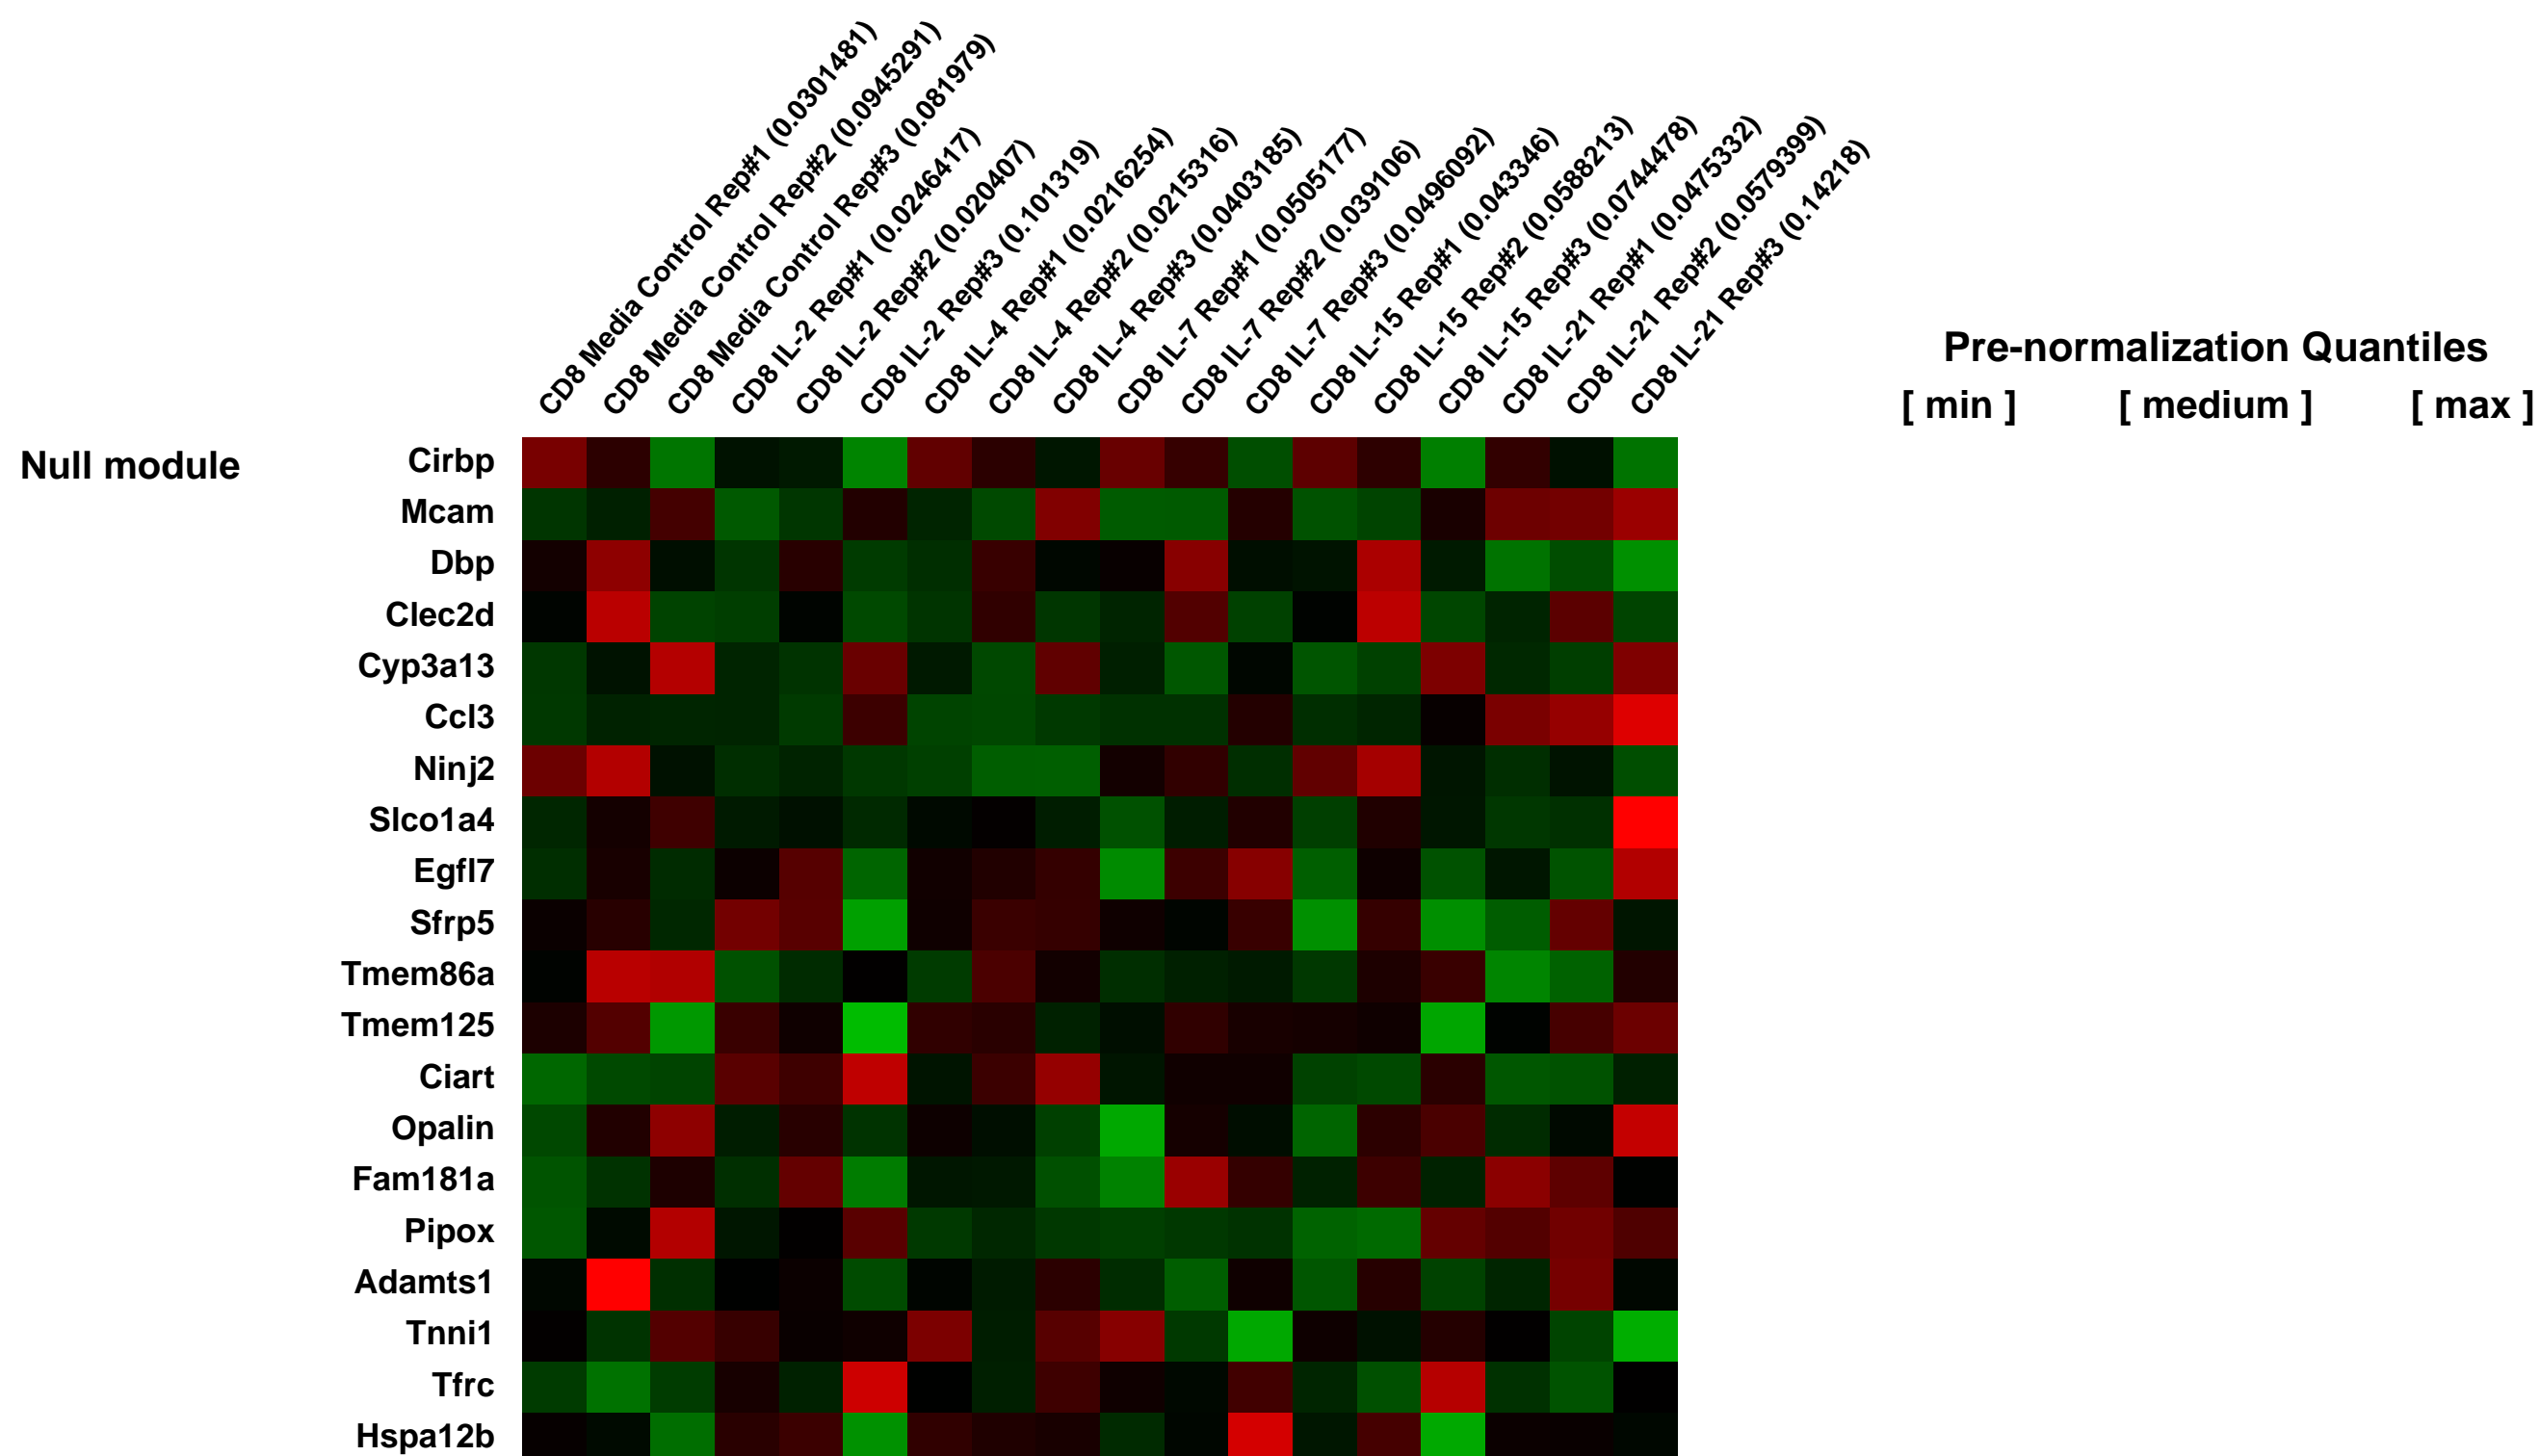 CD8 Media Control Rep#1 (0.0301481)
CD8 Media Control Rep#2 (0.0945291)
CD8 Media Control Rep#3 (0.081979)
CD8 IL-2 Rep#1 (0.0246417)
CD8 IL-2 Rep#2 (0.020407)
CD8 IL-2 Rep#3 (0.101319)
CD8 IL-4 Rep#1 (0.0216254)
CD8 IL-4 Rep#2 (0.0215316)
CD8 IL-4 Rep#3 (0.0403185)
CD8 IL-7 Rep#1 (0.0505177)
CD8 IL-7 Rep#2 (0.039106)
CD8 IL-7 Rep#3 (0.0496092)
CD8 IL-15 Rep#1 (0.043346)
CD8 IL-15 Rep#2 (0.0588213)
CD8 IL-15 Rep#3 (0.0744478)
CD8 IL-21 Rep#1 (0.0475332)
CD8 IL-21 Rep#2 (0.0579399)
CD8 IL-21 Rep#3 (0.14218)
Pre-normalization Quantiles
[ min ] [ medium ] [ max ]
Null module
Cirbp
Mcam
Dbp
Clec2d
Cyp3a13
Ccl3
Ninj2
Slco1a4
Egfl7
Sfrp5
Tmem86a
Tmem125
Ciart
Opalin
Fam181a
Pipox
Adamts1
Tnni1
Tfrc
Hspa12b